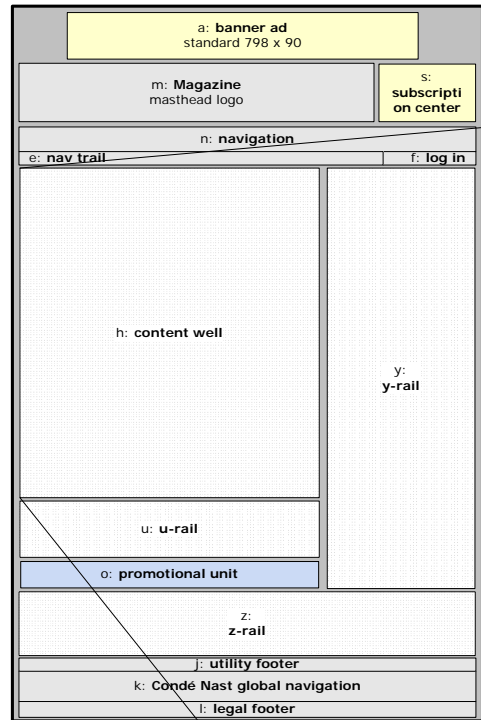 a: banner ad
standard 798 x 90
m: Magazine
masthead logo
s:
subscripti
on center
n: navigation
e: nav trail
f: log in
h: content well
y:
y-rail
u: u-rail
o: promotional unit
z:
z-rail
j: utility footer
k: Condé Nast global navigation
l: legal footer